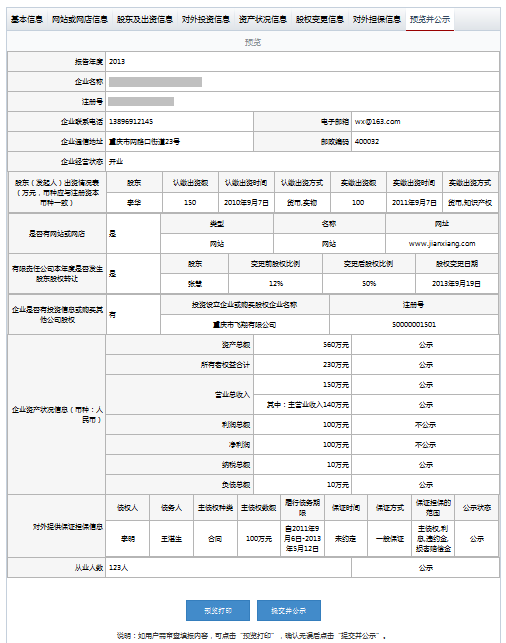 基本信息 网站或网店信息 股东及出资信息 对外投资信息 资产状况信息 股权变更信息 对外担保信息 预览并公示
预览
报告年度 2013
企业名称
注册号
企业联系电话 13896912145 电子邮箱 wx@163.com
企业通信地址 重庆市网路口街道23号 邮政编码 400032
企业经营状态 开业
股东（发起人）出资情况表（万元，币种应与注册资本币种一致） 股东 认缴出资额 认缴出资时间 认缴出资方式 实缴出资额 实缴出资时间 实缴出资方式
李华 150 2010年9月7日 货币,实物 100 2011年9月7日 货币,知识产权
是否有网站或网店 是 类型 名称 网址
网站 网站 www.jianxiang.com
有限责任公司本年度是否发生股东股权转让 是 股东 变更前股权比例 变更后股权比例 股权变更日期
张慧 12% 50% 2013年9月19日
企业是否有投资信息或购买其他公司股权 有 投资设立企业或购买股权企业名称 注册号
重庆市飞翔有限公司 50000001501
企业资产状况信息（币种：人民币） 资产总额 560万元 公示
所有者权益合计 230万元 公示
营业总收入 150万元 公示
其中：主营业收入140万元 公示
利润总额 100万元 不公示
净利润 100万元 不公示
纳税总额 10万元 公示
负债总额 10万元 公示
对外提供保证担保信息 债权人 债务人 主债权种类 主债权数额 履行债务期限 保证时间 保证方式 保证担保的范围 公示状态
李明 王湛生 合同 100万元 自2011年9月6日-2013年5月12日 未约定 一般保证 主债权,利息,违约金,损害赔偿金 公示
从业人数 123人 公示
预览打印 提交并公示
说明：如用户需审查填报内容，可点击“预览打印”，确认无误后点击“提交并公示”。